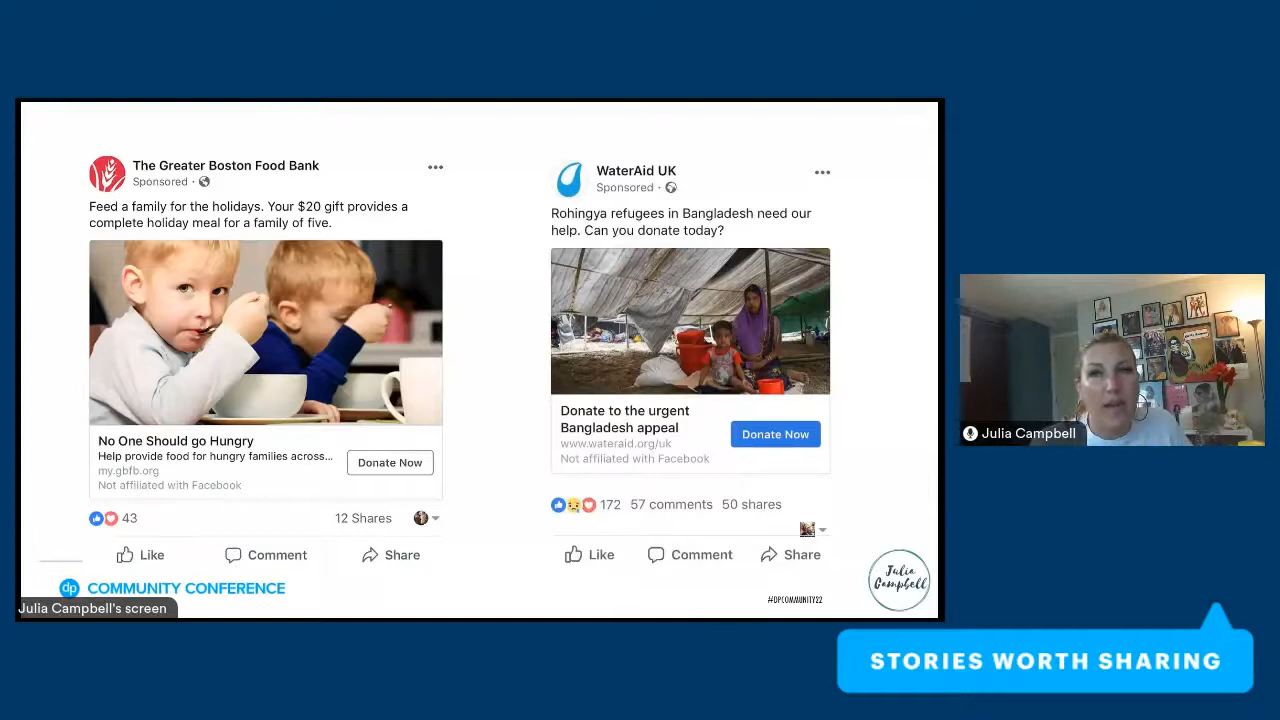 The Greater Boston Food Bank
Sponsored ·
Feed a family for the holidays. Your $20 gift provides a
complete holiday meal for a family of five.
No One Should go Hungry
Help provide food for hungry families across...
my.gbfb.org
Not affiliated with Facebook
Donate Now
43
12 Shares
Like
Comment
Share
WaterAid UK
Sponsored ·
Rohingya refugees in Bangladesh need our
help. Can you donate today?
Donate to the urgent
Bangladesh appeal
www.wateraid.org/uk
Not affiliated with Facebook
Donate Now
172 57 comments 50 shares
Like
Comment
Share
dp COMMUNITY CONFERENCE
Julia Campbell's screen
#DPCOMMUNITY22
Julia
Campbell
Julia Campbell
STORIES WORTH SHARING